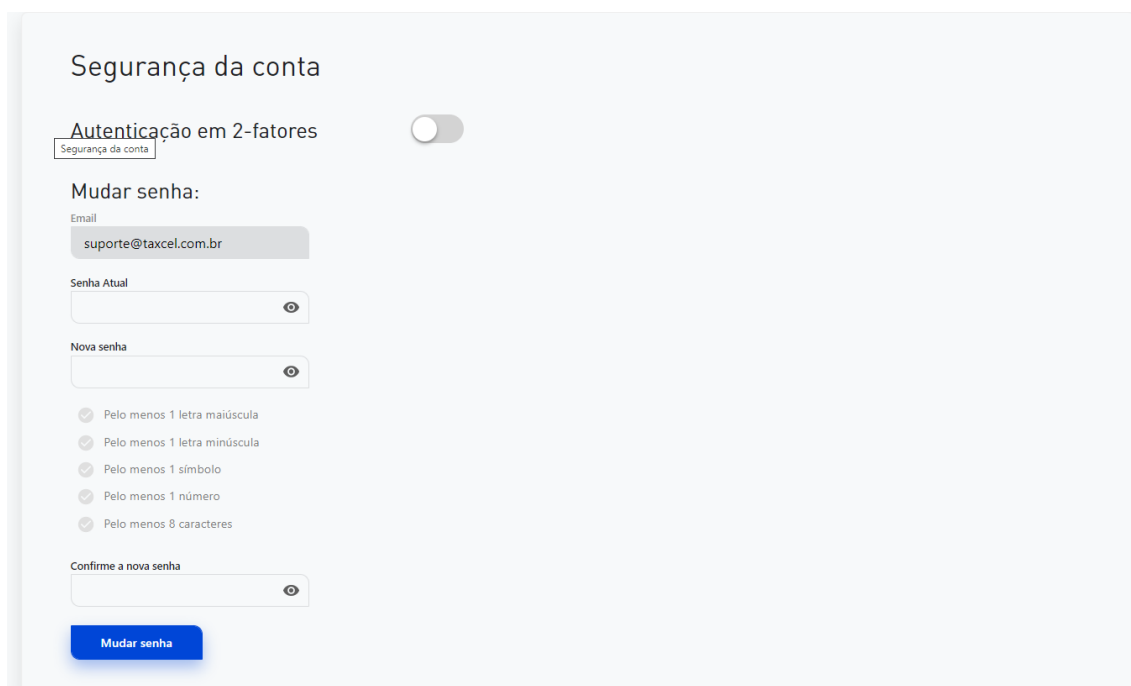 Segurança da conta
Autenticação em 2-fatores
Segurança da conta
Mudar senha:
Email
suporte@taxcel.com.br
Senha Atual
Nova senha
Pelo menos 1 letra maiúscula
Pelo menos 1 letra minúscula
Pelo menos 1 símbolo
Pelo menos 1 número
Pelo menos 8 caracteres
Confirme a nova senha
Mudar senha